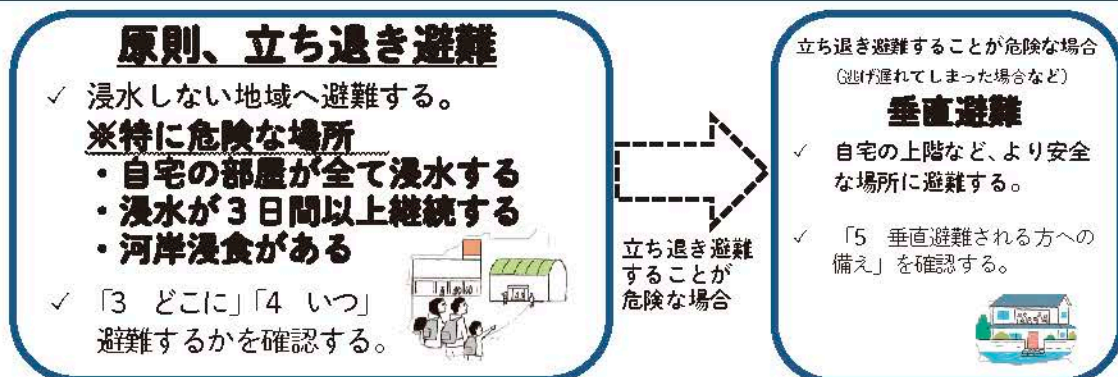 原則、立ち退き避難
✓ 浸水しない地域へ避難する。
※特に危険な場所
・自宅の部屋が全て浸水する
・浸水が3日間以上継続する
・河岸浸食がある
✓ 「3 どこに」「4 いつ」
避難するかを確認する。
立ち退き避難
することが
危険な場合
立ち退き避難することが危険な場合
(逃げ遅れてしまった場合など)
垂直避難
✓ 自宅の上階など、より安全
な場所に避難する。
✓ 「5 垂直避難される方への
備え」を確認する。